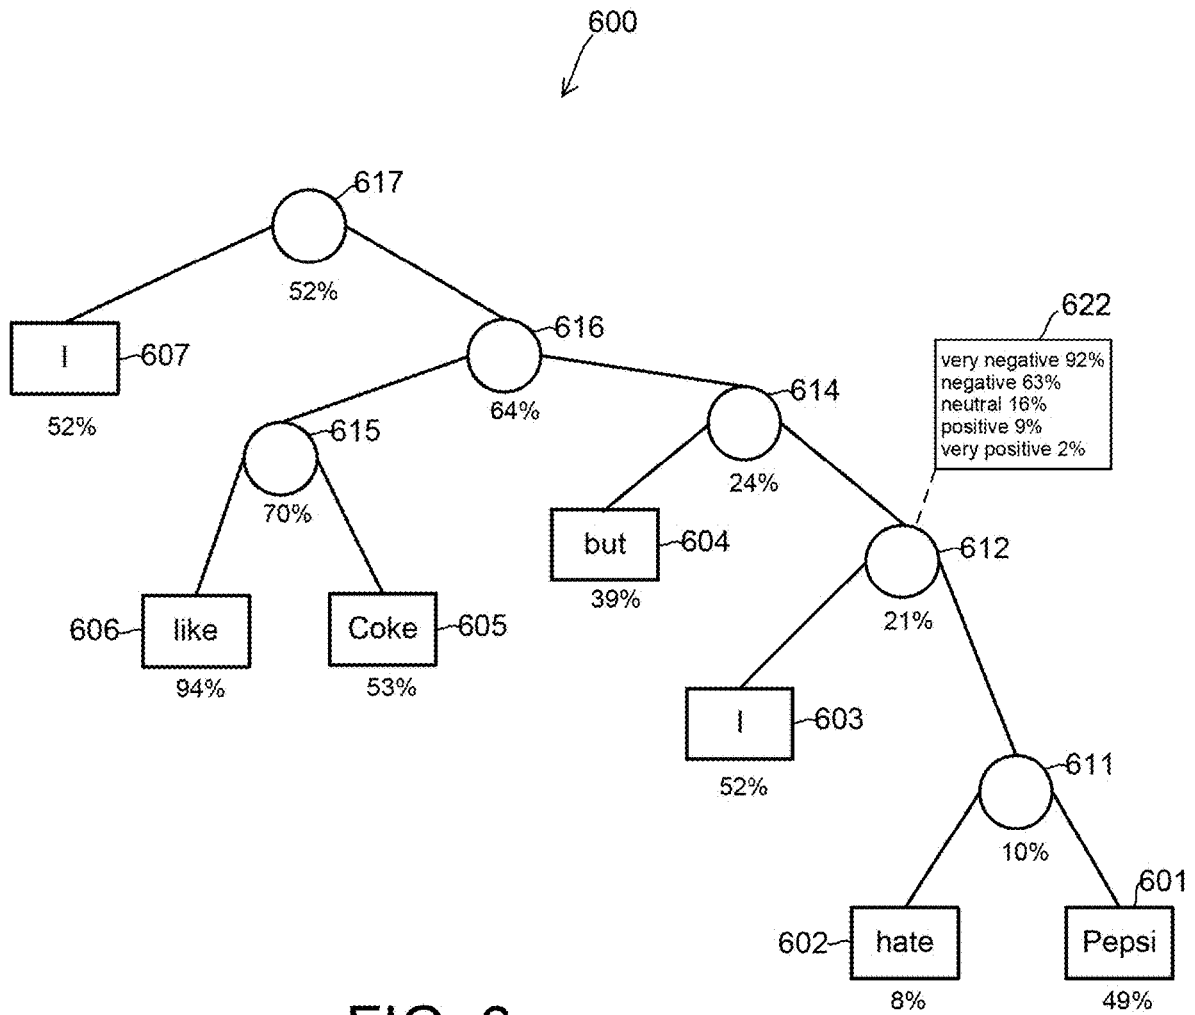 600
617
52%
I
607
52%
616
64%
622
very negative 92%
negative 63%
neutral 16%
positive 9%
very positive 2%
614
24%
615
70%
but
604
39%
612
21%
606
like
94%
Coke
605
53%
I
603
52%
611
10%
602
hate
8%
601
Pepsi
49%